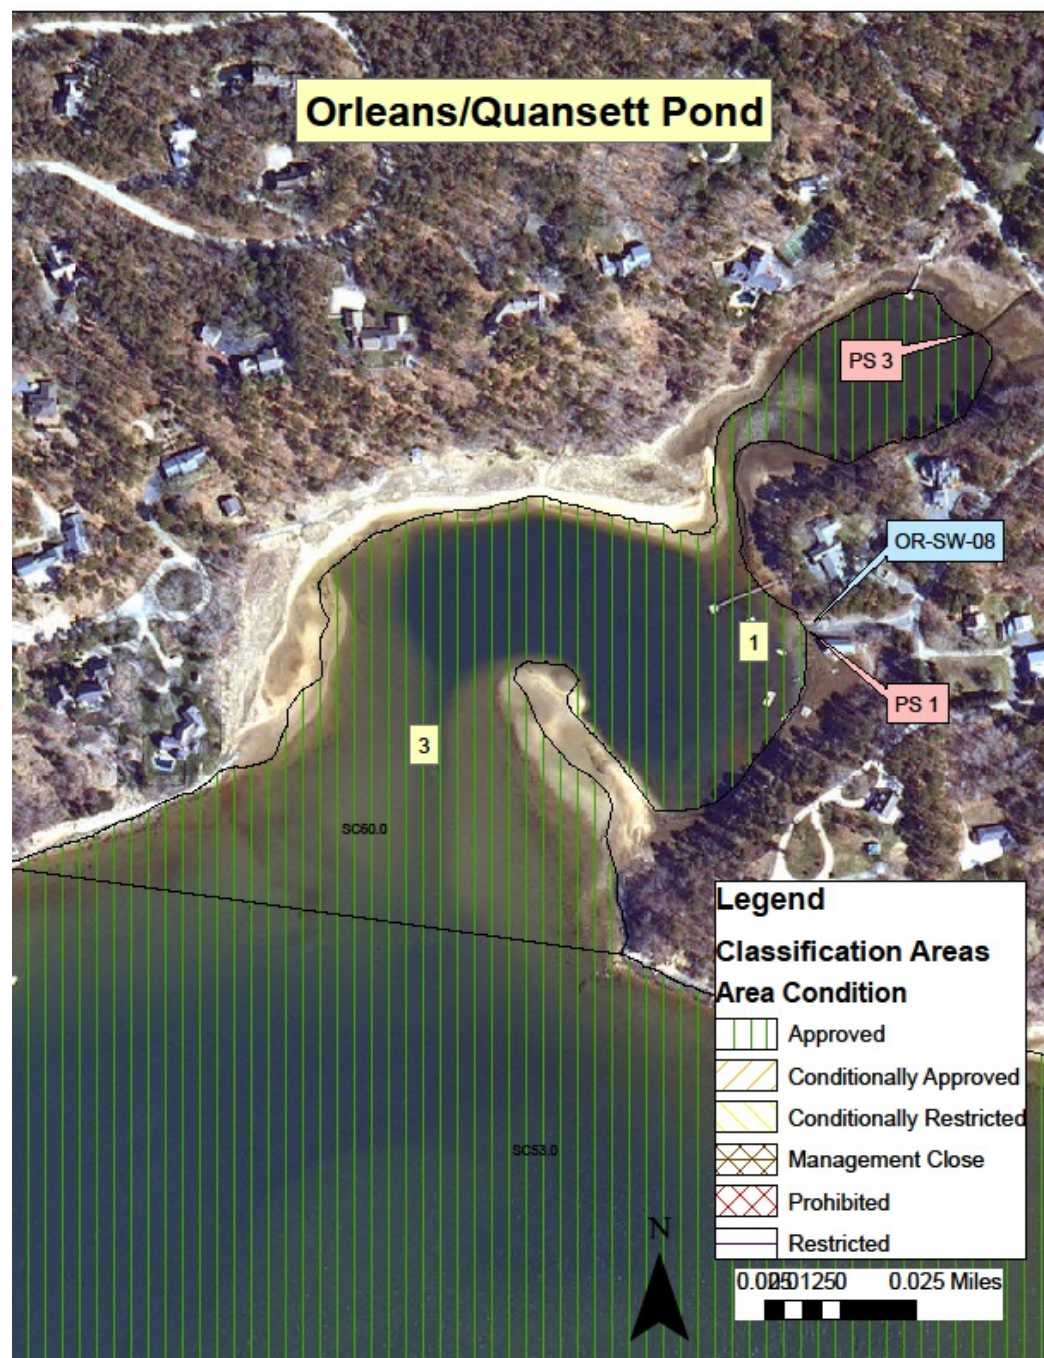 Orleans/Quansett Pond
PS 3
OR-SW-08
1
PS 1
3
SC60.0
SC53.0
Legend
Classification Areas
Area Condition
Approved
Conditionally Approved
Conditionally Restricted
Management Close
Prohibited
Restricted
N
0.025 Miles